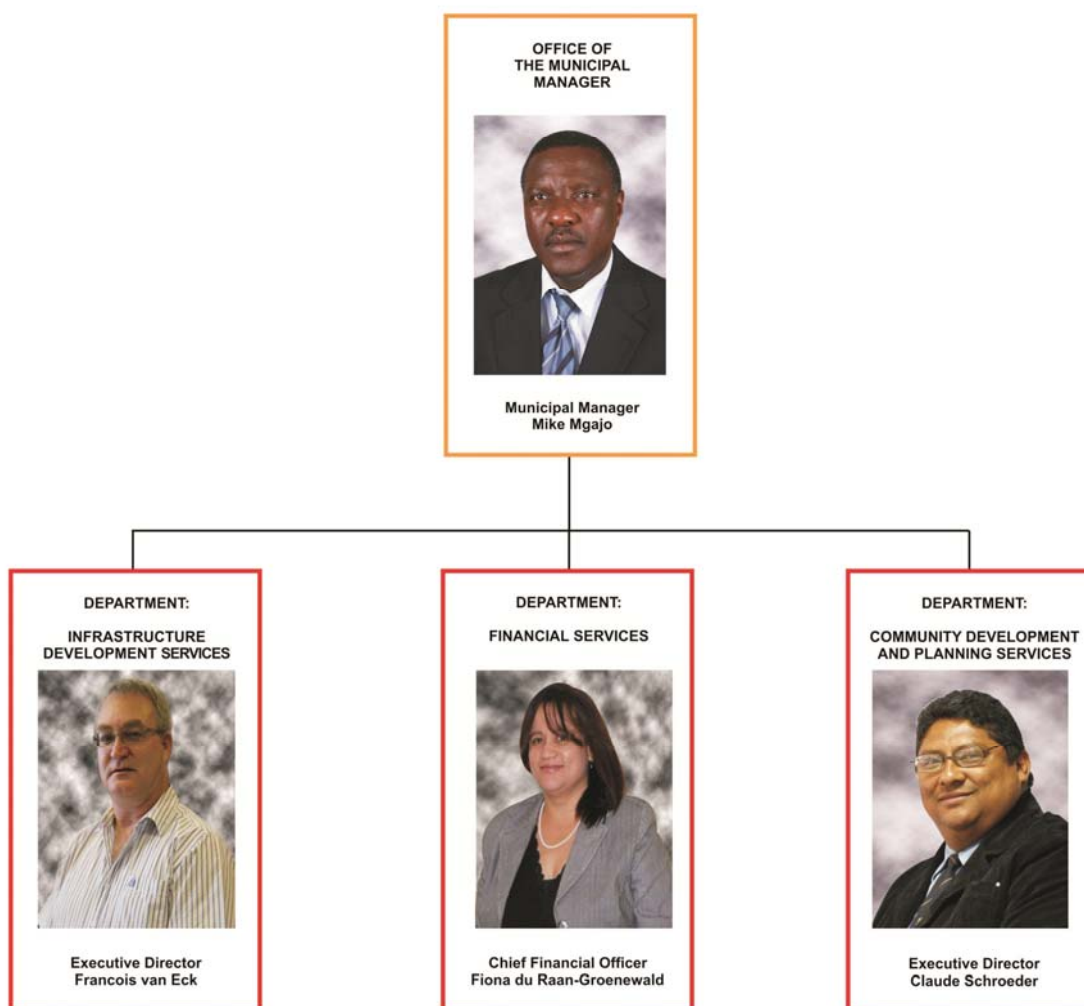 OFFICE OF
THE MUNICIPAL
MANAGER
Municipal Manager
Mike Mgajo
DEPARTMENT:
INFRASTRUCTURE
DEVELOPMENT SERVICES
Executive Director
Francois van Eck
DEPARTMENT:
FINANCIAL SERVICES
Chief Financial Officer
Fiona du Raan-Groenewald
DEPARTMENT:
COMMUNITY DEVELOPMENT
AND PLANNING SERVICES
Executive Director
Claude Schroeder